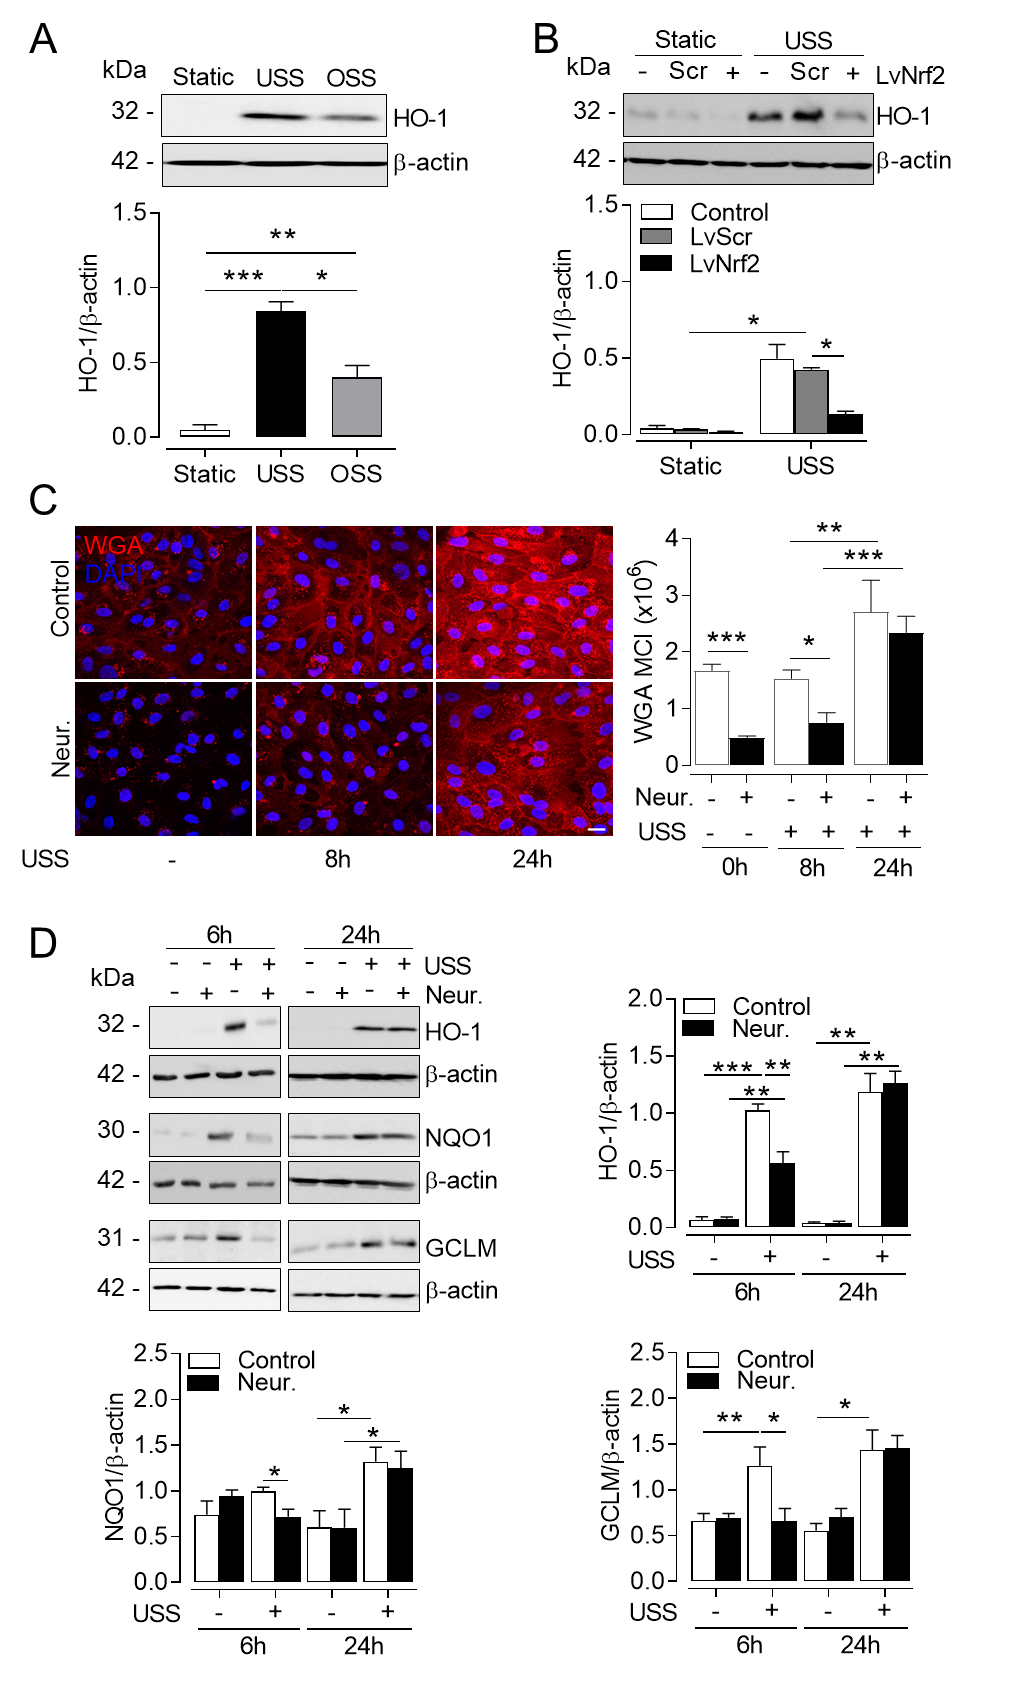 A
kDa
Static USS OSS
32 -
HO-1
42 -
β-actin
1.5
1.0
0.5
0.0
HO-1/β-actin
**
*** *
Static USS OSS
B
Static USS
kDa
- Scr + - Scr + LvNrf2
32 -
HO-1
42 -
β-actin
1.5
1.0
0.5
0.0
HO-1/β-actin
Control
LvScr
LvNrf2
*
*
Static USS
C
WGA
DAPI
Control
Neur.
USS - 8h 24h
4
3
2
1
0
WGA MCI (x10⁶)
**
***
*** *
Neur. - + - + - +
USS - - + + + +
0h 8h 24h
D
6h 24h
- - + + - - + + USS
kDa
- + - + - + - + Neur.
32 -
HO-1
42 -
β-actin
30 -
NQO1
42 -
β-actin
31 -
GCLM
42 -
β-actin
2.0
1.5
1.0
0.5
0.0
HO-1/β-actin
Control
Neur.
**
*** ** **
**
USS - + - +
6h 24h
2.5
2.0
1.5
1.0
0.5
0.0
NQO1/β-actin
Control
Neur.
*
*
*
USS - + - +
6h 24h
2.5
2.0
1.5
1.0
0.5
0.0
GCLM/β-actin
Control
Neur.
** * *
USS - + - +
6h 24h